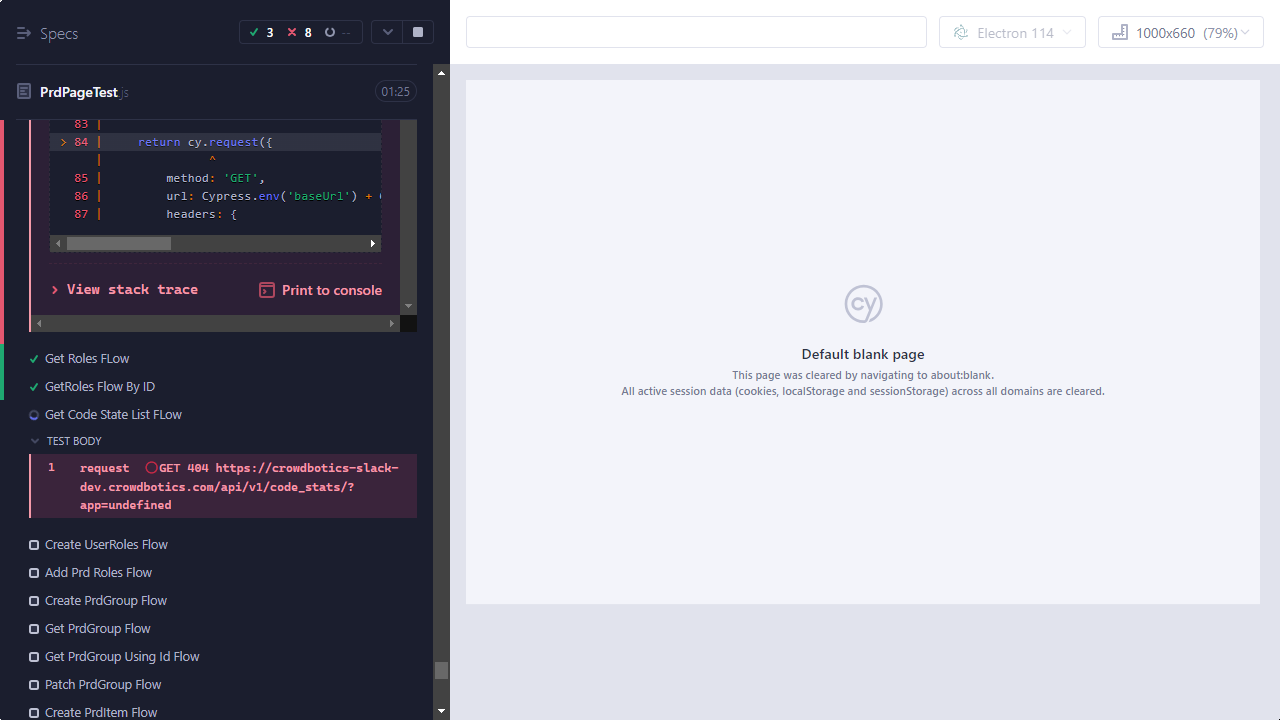 Specs
3
8
--
PrdPageTest.js
01:25
83 |
> 84 | return cy.request({
| ^
85 | method: 'GET',
86 | url: Cypress.env('baseUrl') +
87 | headers: {
View stack trace
Print to console
Get Roles FLow
GetRoles Flow By ID
Get Code State List FLow
TEST BODY
1 request GET 404 https://crowdbotics-slack-
dev.crowdbotics.com/api/v1/code_stats/?
app=undefined
Create UserRoles Flow
Add Prd Roles Flow
Create PrdGroup Flow
Get PrdGroup Flow
Get PrdGroup Using Id Flow
Patch PrdGroup Flow
Create PrdItem Flow
Electron 114
1000x660 (79%)
cy
Default blank page
This page was cleared by navigating to about:blank.
All active session data (cookies, localStorage and sessionStorage) across all domains are cleared.